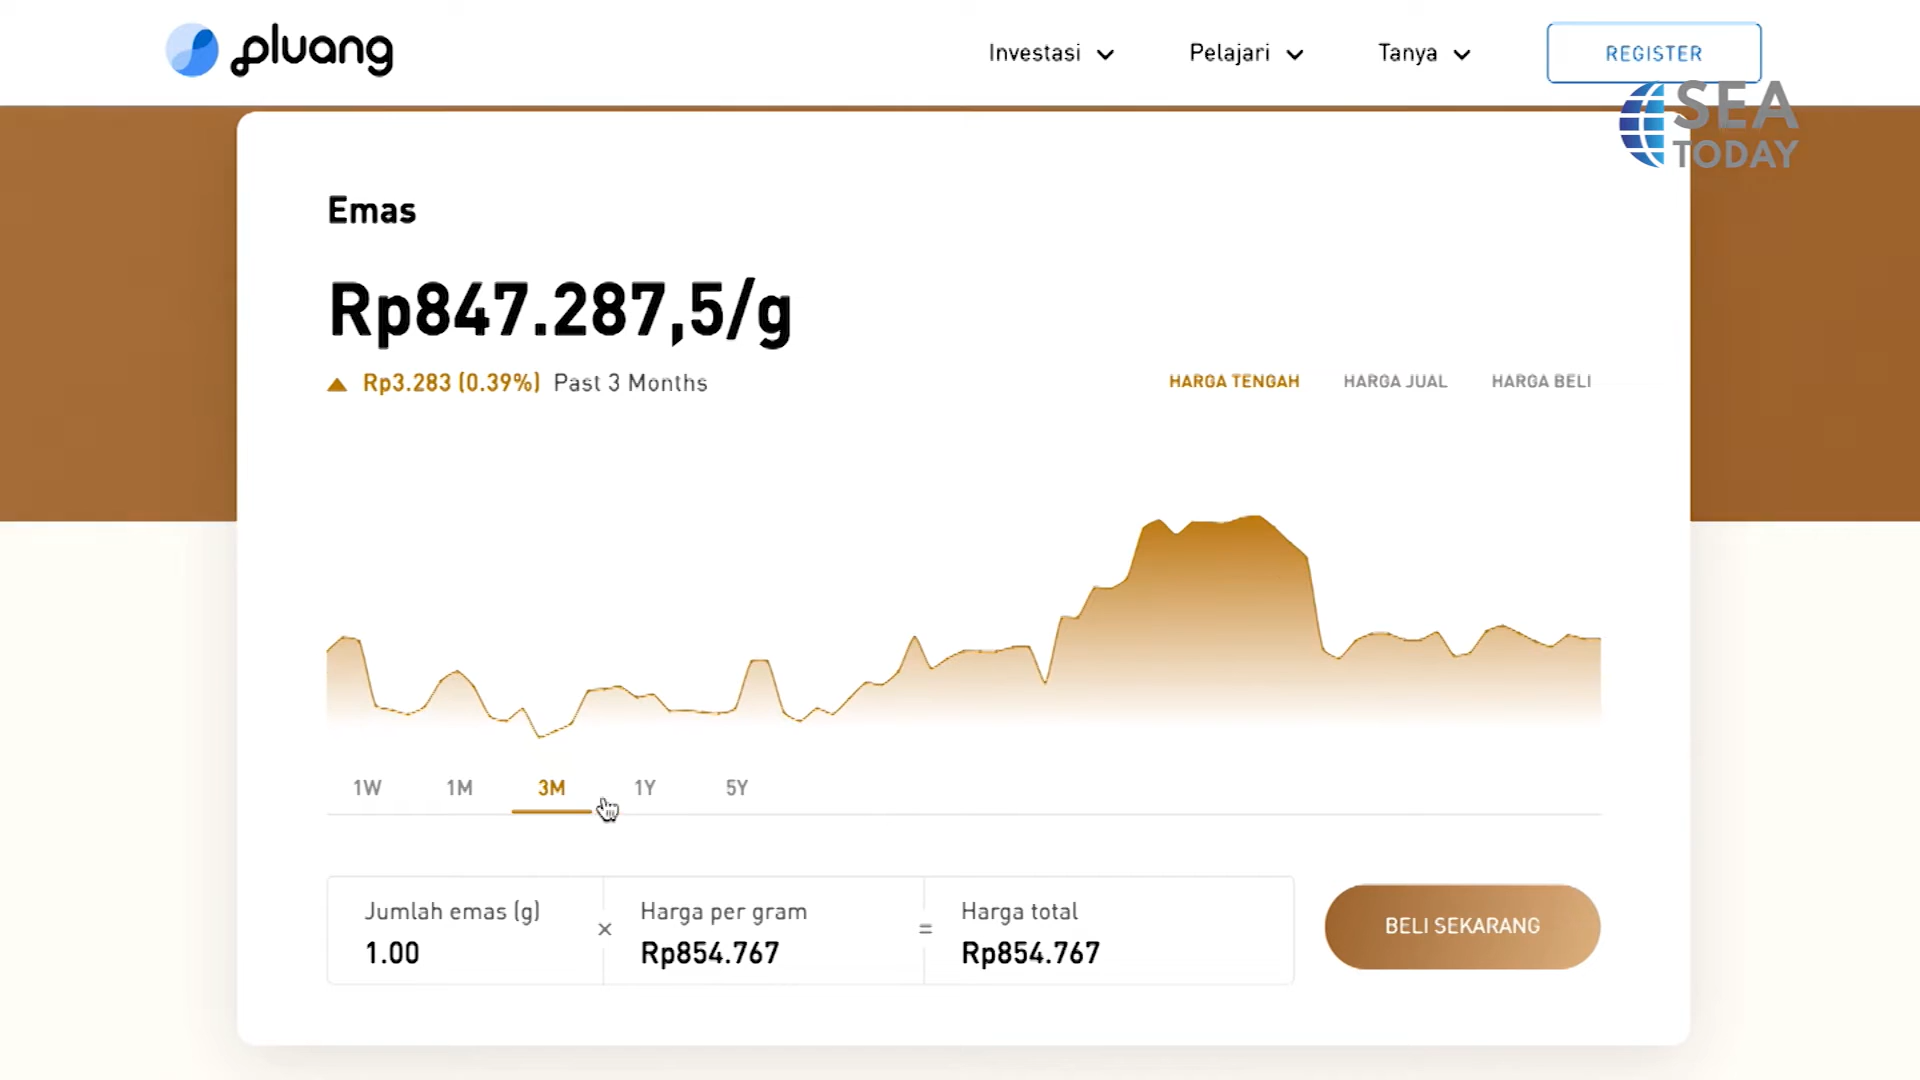 pluang
Investasi
Pelajari
Tanya
REGISTER
SEA
TODAY
Emas
Rp847.287,5/g
Rp3.283 (0.39%) Past 3 Months
HARGA TENGAH
HARGA JUAL
HARGA BELI
1W
1M
3M
1Y
5Y
Jumlah emas (g)
1.00
×
Harga per gram
Rp854.767
=
Harga total
Rp854.767
BELI SEKARANG